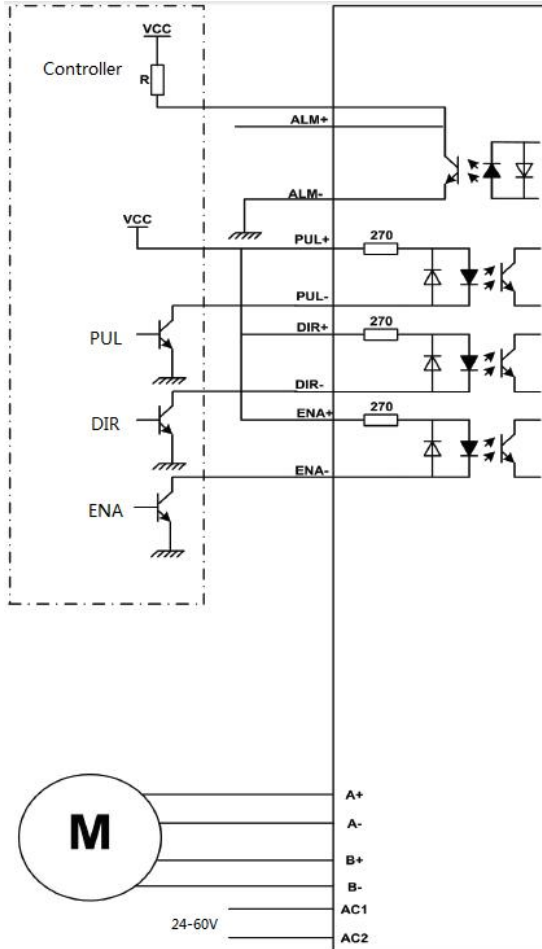 VCC
Controller
R
ALM+
ALM-
VCC
PUL+
270
PUL-
PUL
DIR+
270
DIR-
DIR
ENA+
270
ENA-
ENA
M
A+
A-
B+
B-
24-60V
AC1
AC2